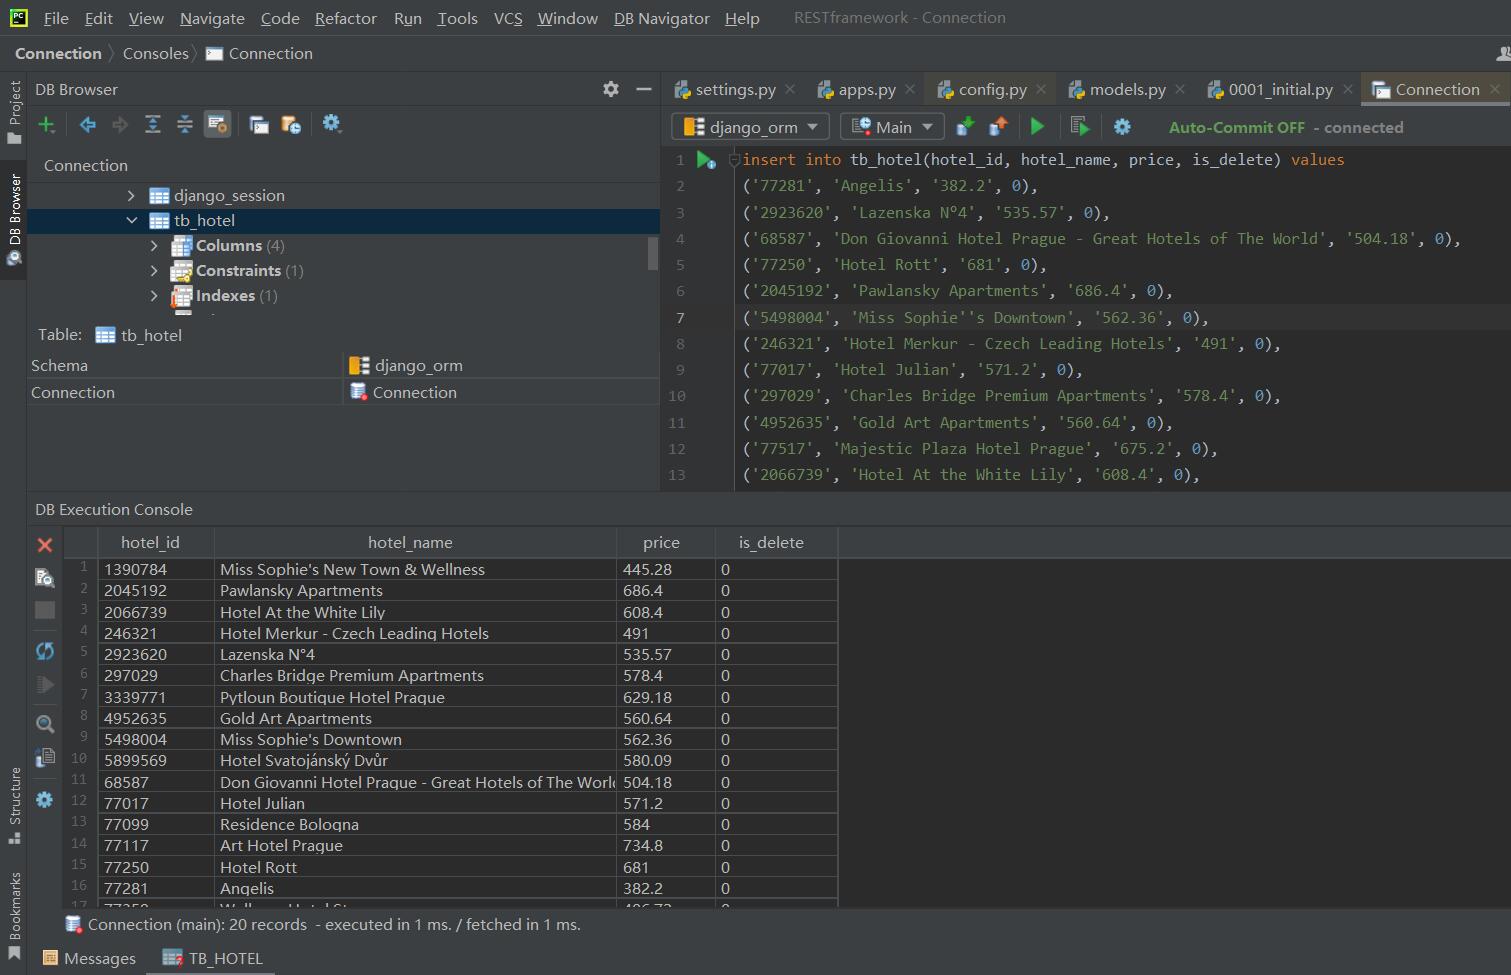 File Edit View Navigate Code Refactor Run Tools VCS Window DB Navigator Help RESTframework - Connection
Connection Consoles Connection
Project
DB Browser
Structure
Bookmarks
DB Browser
Connection
django_session
tb_hotel
Columns (4)
Constraints (1)
Indexes (1)
Table: tb_hotel
Schema django_orm
Connection Connection
settings.py apps.py config.py models.py 0001_initial.py Connection
django_orm Main Auto-Commit OFF - connected
1 insert into tb_hotel(hotel_id, hotel_name, price, is_delete) values
2 ('77281', 'Angelis', '382.2', 0),
3 ('2923620', 'Lazenska N°4', '535.57', 0),
4 ('68587', 'Don Giovanni Hotel Prague - Great Hotels of The World', '504.18', 0),
5 ('77250', 'Hotel Rott', '681', 0),
6 ('2045192', 'Pawlansky Apartments', '686.4', 0),
7 ('5498004', 'Miss Sophie''s Downtown', '562.36', 0),
8 ('246321', 'Hotel Merkur - Czech Leading Hotels', '491', 0),
9 ('77017', 'Hotel Julian', '571.2', 0),
10 ('297029', 'Charles Bridge Premium Apartments', '578.4', 0),
11 ('4952635', 'Gold Art Apartments', '560.64', 0),
12 ('77517', 'Majestic Plaza Hotel Prague', '675.2', 0),
13 ('2066739', 'Hotel At the White Lily', '608.4', 0),
DB Execution Console
hotel_id hotel_name price is_delete
1 1390784 Miss Sophie's New Town & Wellness 445.28 0
2 2045192 Pawlansky Apartments 686.4 0
3 2066739 Hotel At the White Lily 608.4 0
4 246321 Hotel Merkur - Czech Leading Hotels 491 0
5 2923620 Lazenska N°4 535.57 0
6 297029 Charles Bridge Premium Apartments 578.4 0
7 3339771 Pytloun Boutique Hotel Prague 629.18 0
8 4952635 Gold Art Apartments 560.64 0
9 5498004 Miss Sophie's Downtown 562.36 0
10 5899569 Hotel Svatojánský Dvůr 580.09 0
11 68587 Don Giovanni Hotel Prague - Great Hotels of The World 504.18 0
12 77017 Hotel Julian 571.2 0
13 77099 Residence Bologna 584 0
14 77117 Art Hotel Prague 734.8 0
15 77250 Hotel Rott 681 0
16 77281 Angelis 382.2 0
17
Connection (main): 20 records - executed in 1 ms. / fetched in 1 ms.
Messages TB_HOTEL